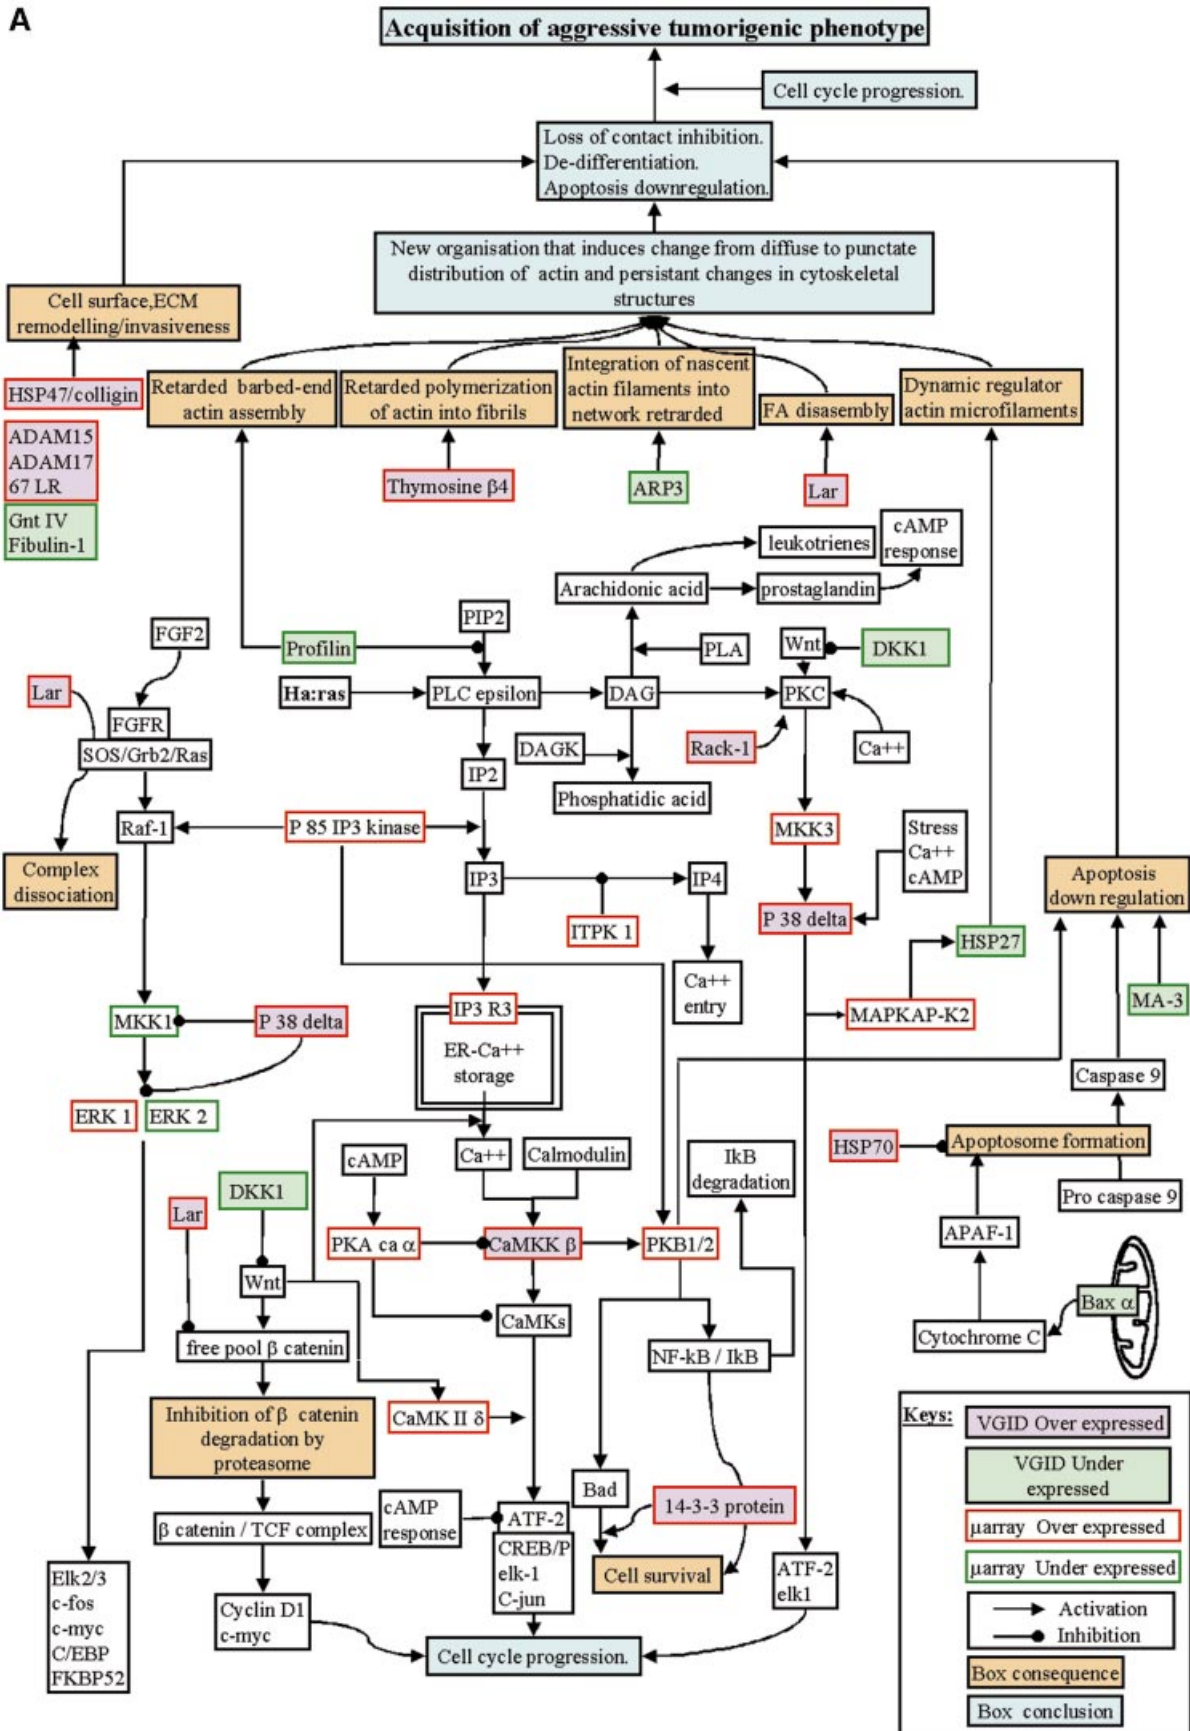 A
Acquisition of aggressive tumorigenic phenotype
Cell cycle progression.
Loss of contact inhibition.
De-differentiation.
Apoptosis downregulation.
New organisation that induces change from diffuse to punctate
distribution of actin and persistant changes in cytoskeletal
structures
Cell surface,ECM
remodelling/invasiveness
HSP47/colligin
ADAM15
ADAM17
67 LR
Gnt IV
Fibulin-1
Retarded barbed-end
actin assembly
Retarded polymerization
of actin into fibrils
Integration of nascent
actin filaments into
network retrarded
FA disasembly
Dynamic regulator
actin microfilaments
Thymosine β4
ARP3
Lar
leukotrienes
cAMP
response
Arachidonic acid
prostaglandin
FGF2
Profilin
PIP2
PLA
Wnt
DKK1
Lar
FGFR
SOS/Grb2/Ras
Ha:ras
PLC epsilon
DAG
PKC
Rack-1
Ca++
DAGK
IP2
Phosphatidic acid
Raf-1
P 85 IP3 kinase
MKK3
Stress
Ca++
cAMP
Complex
dissociation
IP3
IP4
ITPK 1
P 38 delta
Apoptosis
down regulation
HSP27
Ca++
entry
MAPKAP-K2
MA-3
MKK1
P 38 delta
IP3 R3
ER-Ca++
storage
ERK 1
ERK 2
Caspase 9
HSP70
Apoptosome formation
Pro caspase 9
cAMP
Ca++
Calmodulin
IkB
degradation
DKK1
Lar
PKA ca α
CaMKK β
PKB1/2
APAF-1
Wnt
Bax α
Cytochrome C
CaMKs
free pool β catenin
NF-kB / IkB
Inhibition of β catenin
degradation by
proteasome
CaMK II δ
Bad
14-3-3 protein
β catenin / TCF complex
cAMP
response
ATF-2
CREB/P
elk-1
C-jun
Cell survival
ATF-2
elk1
Elk2/3
c-fos
c-myc
C/EBP
FKBP52
Cyclin D1
c-myc
Cell cycle progression.
Keys:
VGID Over expressed
VGID Under
expressed
μarray Over expressed
μarray Under expressed
Activation
Inhibition
Box consequence
Box conclusion